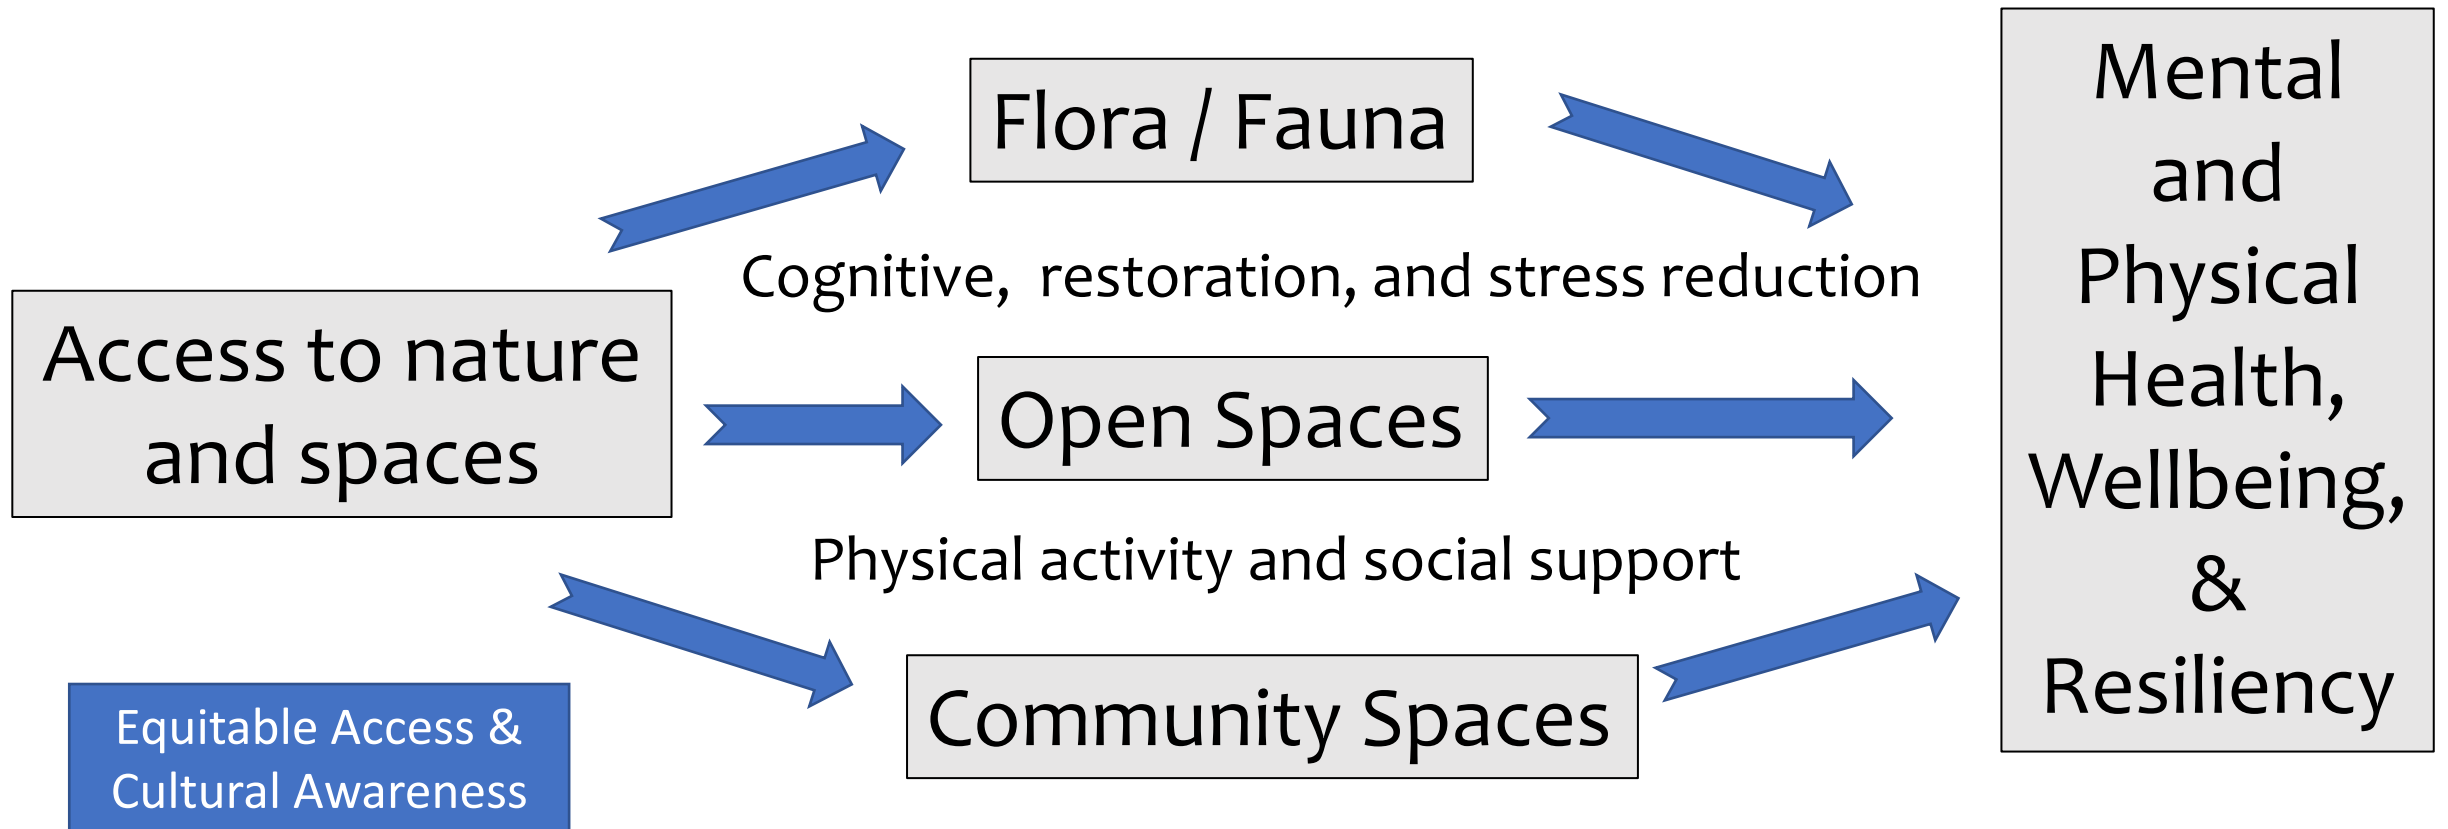 Access to nature
and spaces
Equitable Access &
Cultural Awareness
Flora / Fauna
Cognitive,  restoration, and stress reduction
Open Spaces
Physical activity and social support
Community Spaces
Mental
and
Physical
Health,
Wellbeing,
&
Resiliency